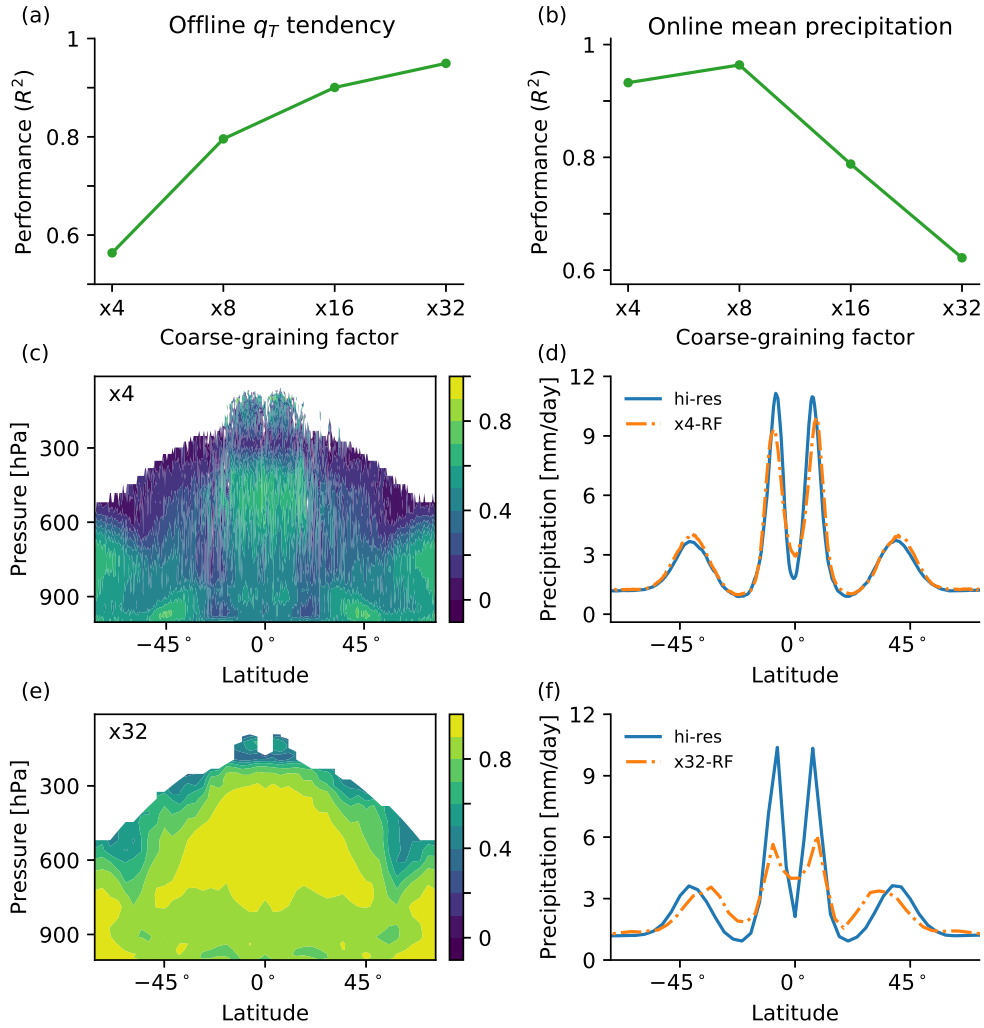 (a)
Offline qT tendency
Performance (R2)
1
0.8
0.6
x4 x8 x16 x32
Coarse-graining factor
(b)
Online mean precipitation
Performance (R2)
1
0.8
0.6
x4 x8 x16 x32
Coarse-graining factor
(c)
x4
Pressure [hPa]
300
600
900
−45° 0° 45°
Latitude
0.8
0.4
0
(d)
hi-res
x4-RF
Precipitation [mm/day]
12
9
6
3
0
−45° 0° 45°
Latitude
(e)
x32
Pressure [hPa]
300
600
900
−45° 0° 45°
Latitude
0.8
0.4
0
(f)
hi-res
x32-RF
Precipitation [mm/day]
12
9
6
3
0
−45° 0° 45°
Latitude